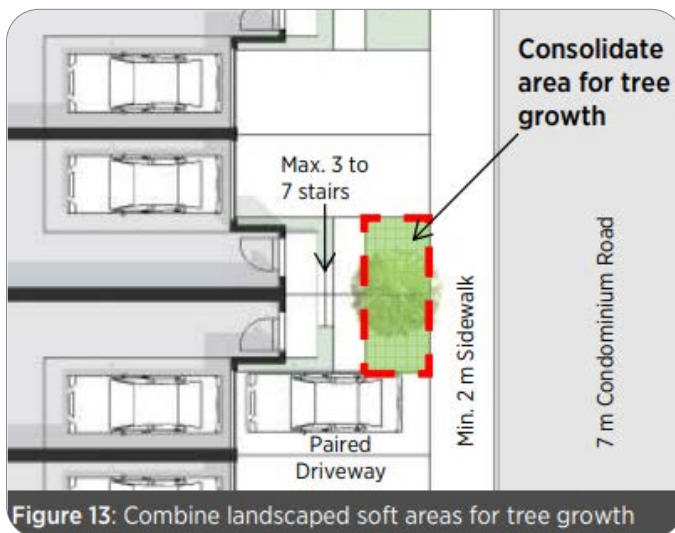 Consolidate
area for tree
growth
Max. 3 to
7 stairs
Min. 2 m Sidewalk
7 m Condominium Road
Paired
Driveway
Figure 13: Combine landscaped soft areas for tree growth